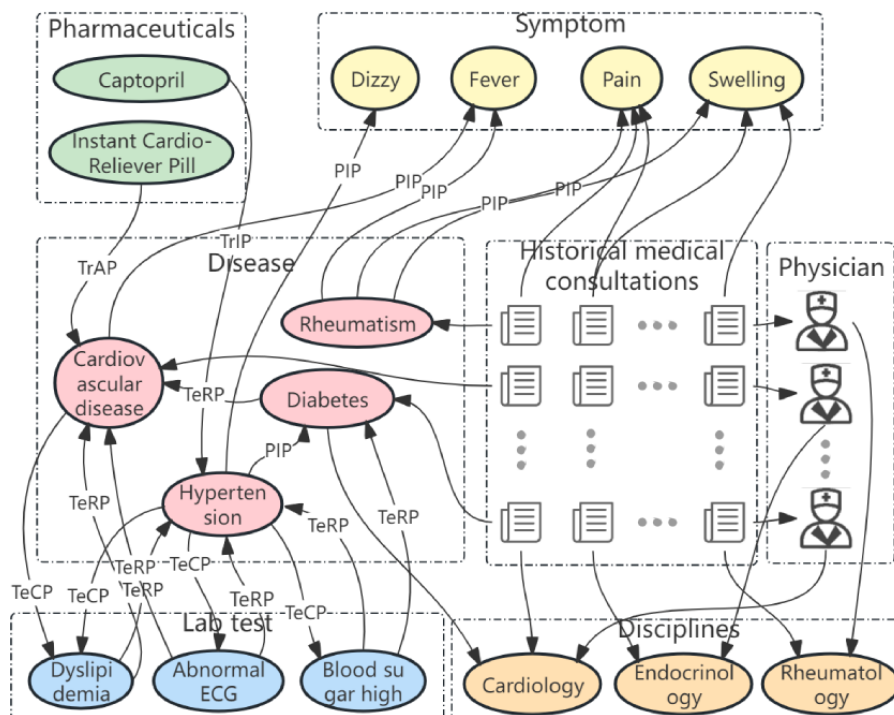 Pharmaceuticals
Captopril
Instant Cardio-
Reliever Pill
Symptom
Dizzy
Fever
Pain
Swelling
PIP
PIP
PIP
PIP
PIP
TrAP
TrIP
Disease
Rheumatism
Cardiov
ascular
disease
TeRP
Diabetes
PIP
Hyperten
sion
Historical medical
consultations
Physician
TeRP
TeRP
TeRP
TeCP
TeRP
TeRP
TeCP
TeCP
TeRP
TeCP
Lab test
Dyslipi
demia
Abnormal
ECG
Blood su
gar high
Disciplines
Cardiology
Endocrinol
ogy
Rheumatol
ogy